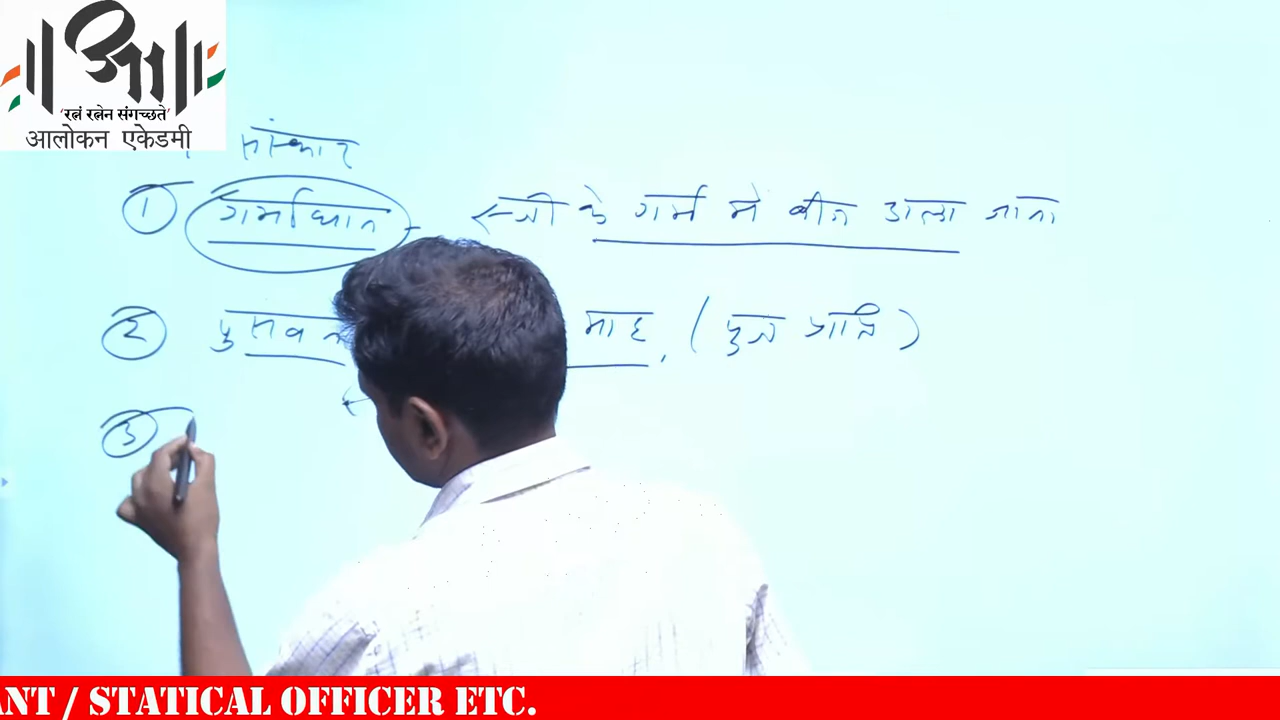 'रत्नं रत्नेन संगच्छते'
आलोकन एकेडमी
संस्कार
① गर्भाधान - स्त्री के गर्भ में बीज डाला जाना
② पुंसवन माह, (पुत्र प्राप्ति)
③
ANT / STATICAL OFFICER ETC.